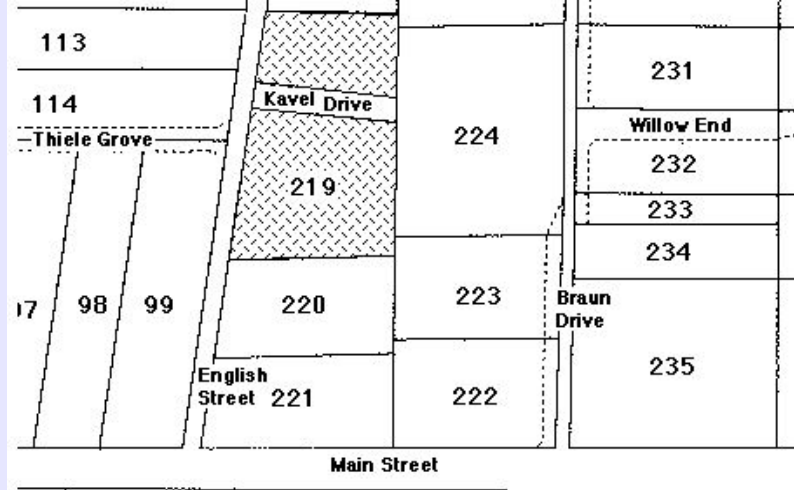 113
231
Kavel Drive
114
Willow End
Thiele Grove
224
232
219
233
234
98
99
220
223
Braun
Drive
235
English
Street
221
222
Main Street